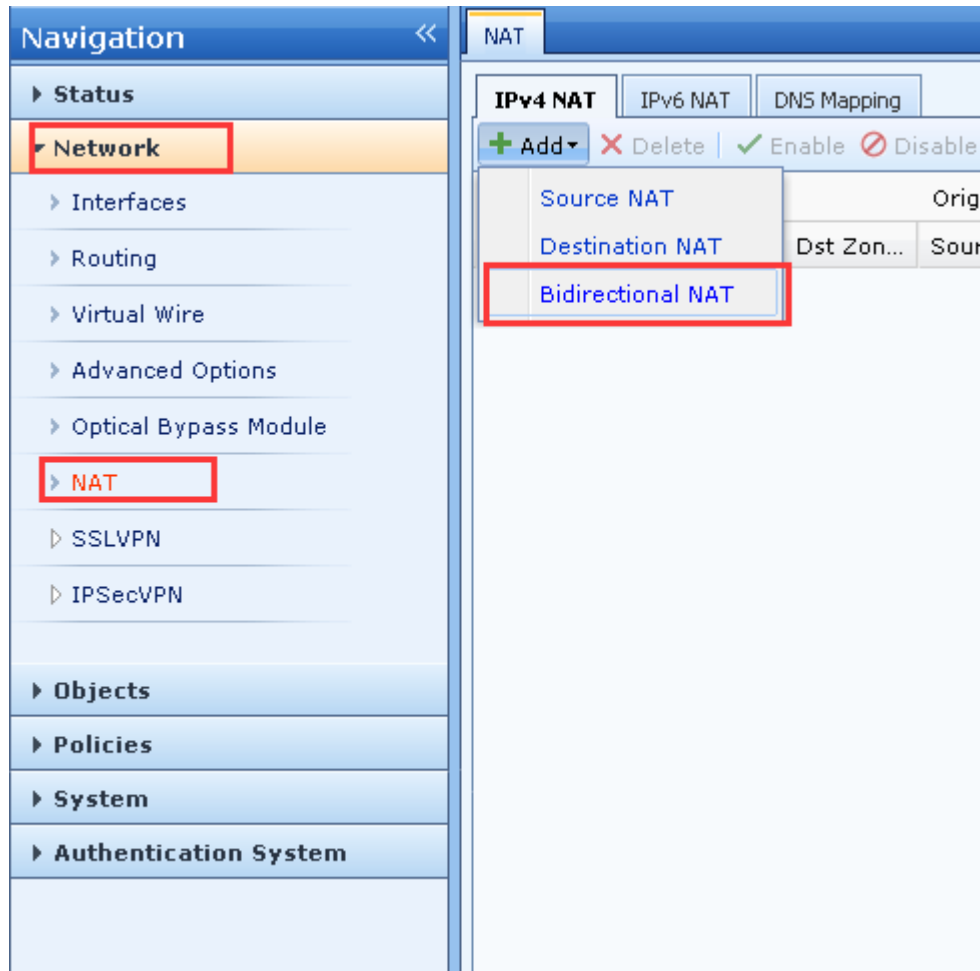 Navigation
Status
Network
Interfaces
Routing
Virtual Wire
Advanced Options
Optical Bypass Module
NAT
SSLVPN
IPSecVPN
Objects
Policies
System
Authentication System
NAT
IPv4 NAT IPv6 NAT DNS Mapping
Add Delete Enable Disable
Source NAT
Destination NAT
Bidirectional NAT
Orig
Dst Zon... Sour